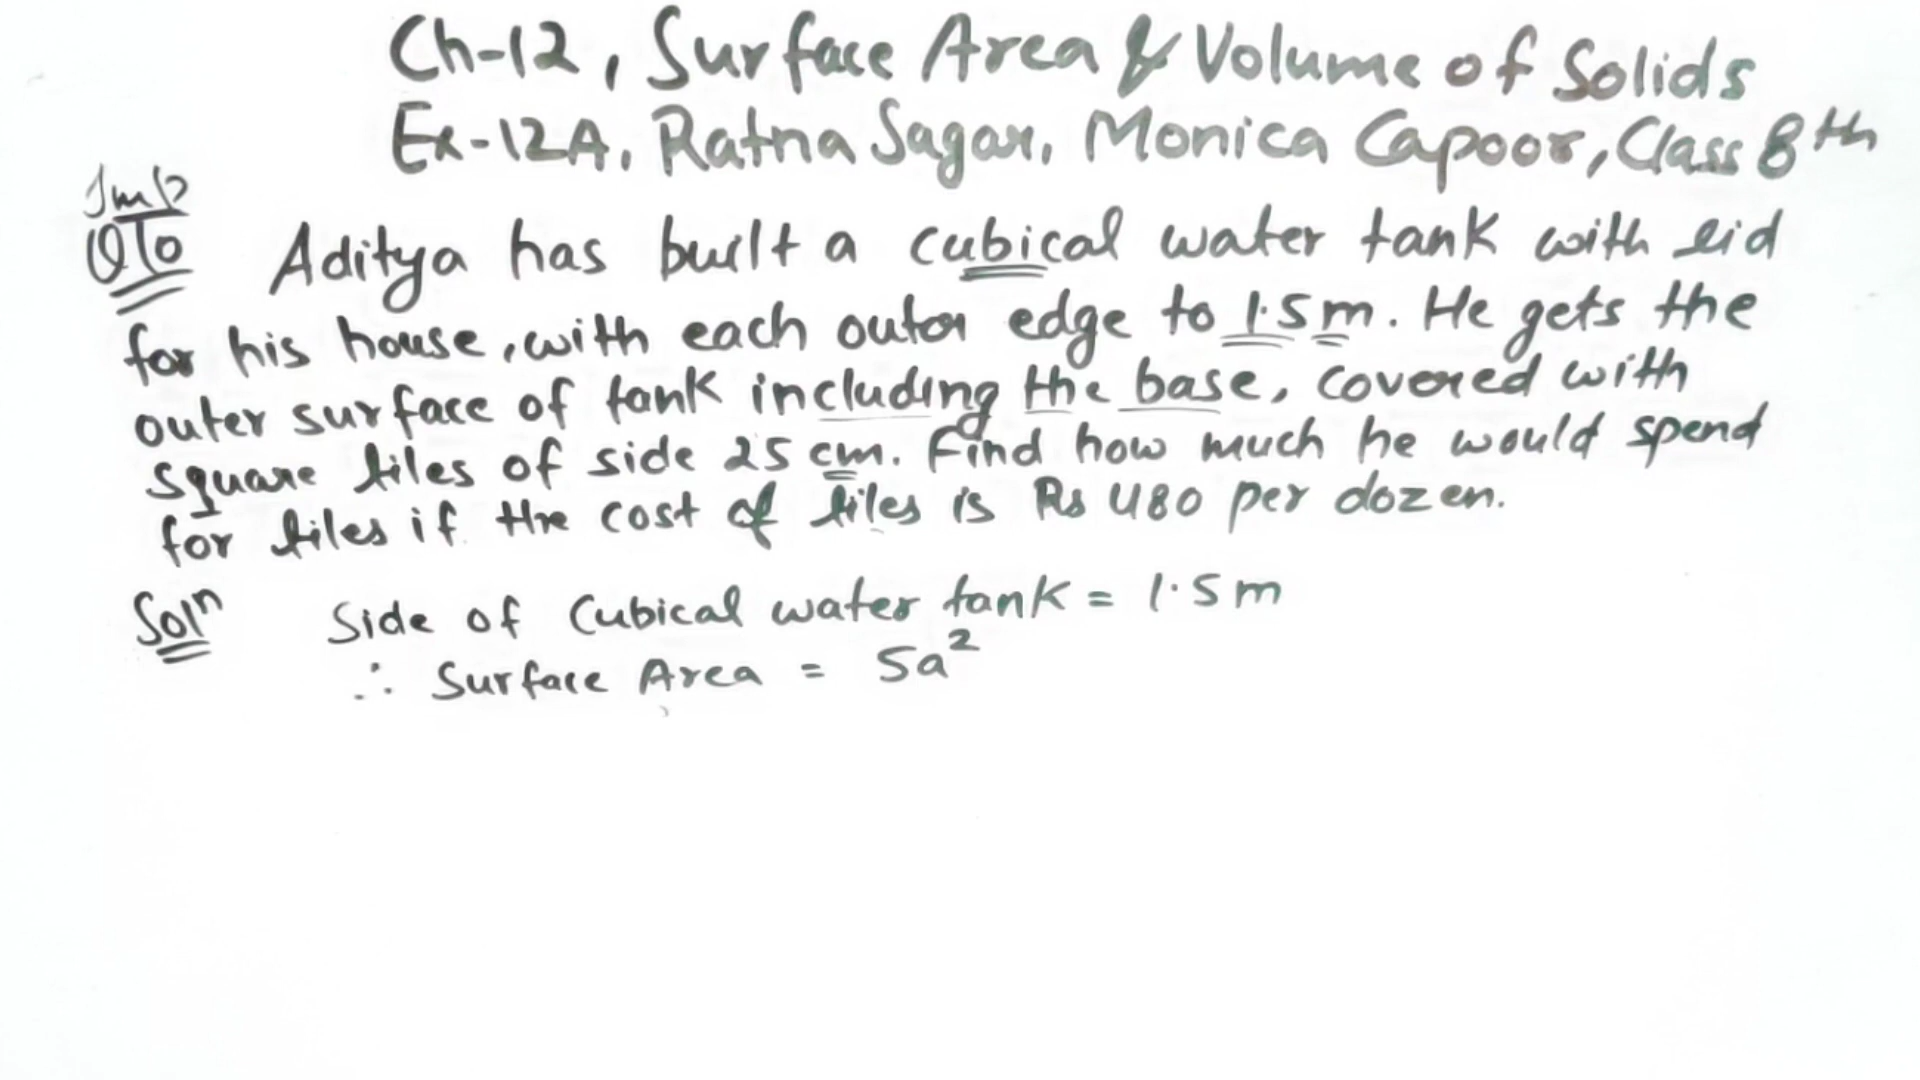 Ch-12, Surface Area & Volume of Solids
Ex-12A, Ratna Sagar, Monica Capoor, Class 8th
Imp
Q10 Aditya has built a cubical water tank with lid
for his house, with each outer edge to 1.5m. He gets the
outer surface of tank including the base, covered with
square tiles of side 25 cm. Find how much he would spend
for tiles if the cost of tiles is Rs 480 per dozen.
Soln Side of Cubical water tank = 1.5m
∴ Surface Area = 5a²